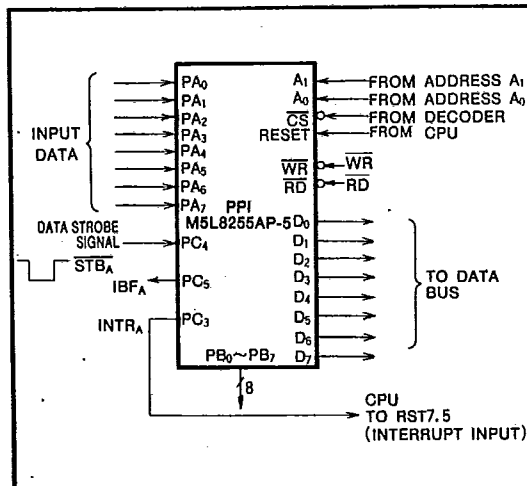 INPUT
DATA
DATA STROBE
SIGNAL
STB_A
IBF_A
INTR_A
PA₀
PA₁
PA₂
PA₃
PA₄
PA₅
PA₆
PA₇
PC₄
PC₅
PC₃
PPI
M5L8255AP-5
PB₀~PB₇
8
A₁
A₀
CS
RESET
WR
RD
D₀
D₁
D₂
D₃
D₄
D₅
D₆
D₇
FROM ADDRESS A₁
FROM ADDRESS A₀
FROM DECODER
FROM CPU
WR
RD
TO DATA
BUS
CPU
TO RST7.5
(INTERRUPT INPUT)